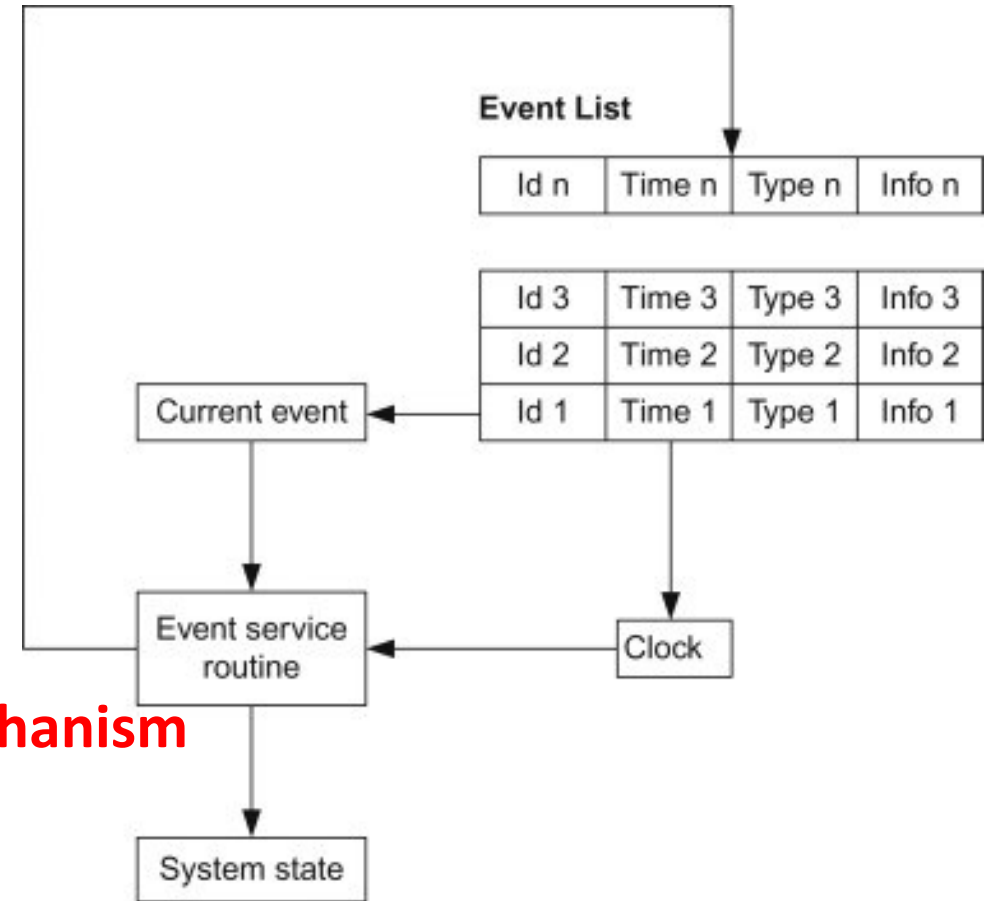 Event List
Id n Time n Type n Info n
Id 3 Time 3 Type 3 Info 3
Id 2 Time 2 Type 2 Info 2
Current event Id 1 Time 1 Type 1 Info 1
Event service
routine
Clock
hanism
System state